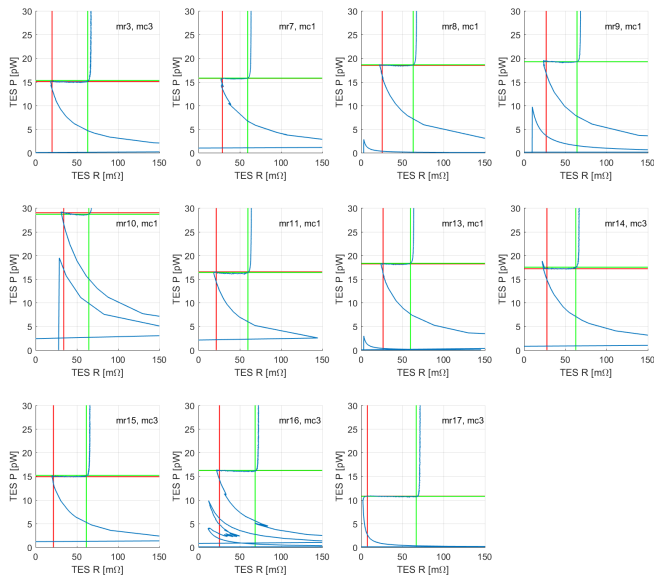 mr3, mc3
TES P [pW]
30
25
20
15
10
5
0
0 50 100 150
TES R [mΩ]
mr7, mc1
TES P [pW]
30
25
20
15
10
5
0
0 50 100 150
TES R [mΩ]
mr8, mc1
TES P [pW]
30
25
20
15
10
5
0
0 50 100 150
TES R [mΩ]
mr9, mc1
TES P [pW]
30
25
20
15
10
5
0
0 50 100 150
TES R [mΩ]
mr10, mc1
TES P [pW]
30
25
20
15
10
5
0
0 50 100 150
TES R [mΩ]
mr11, mc1
TES P [pW]
30
25
20
15
10
5
0
0 50 100 150
TES R [mΩ]
mr13, mc1
TES P [pW]
30
25
20
15
10
5
0
0 50 100 150
TES R [mΩ]
mr14, mc3
TES P [pW]
30
25
20
15
10
5
0
0 50 100 150
TES R [mΩ]
mr15, mc3
TES P [pW]
30
25
20
15
10
5
0
0 50 100 150
TES R [mΩ]
mr16, mc3
TES P [pW]
30
25
20
15
10
5
0
0 50 100 150
TES R [mΩ]
mr17, mc3
TES P [pW]
30
25
20
15
10
5
0
0 50 100 150
TES R [mΩ]